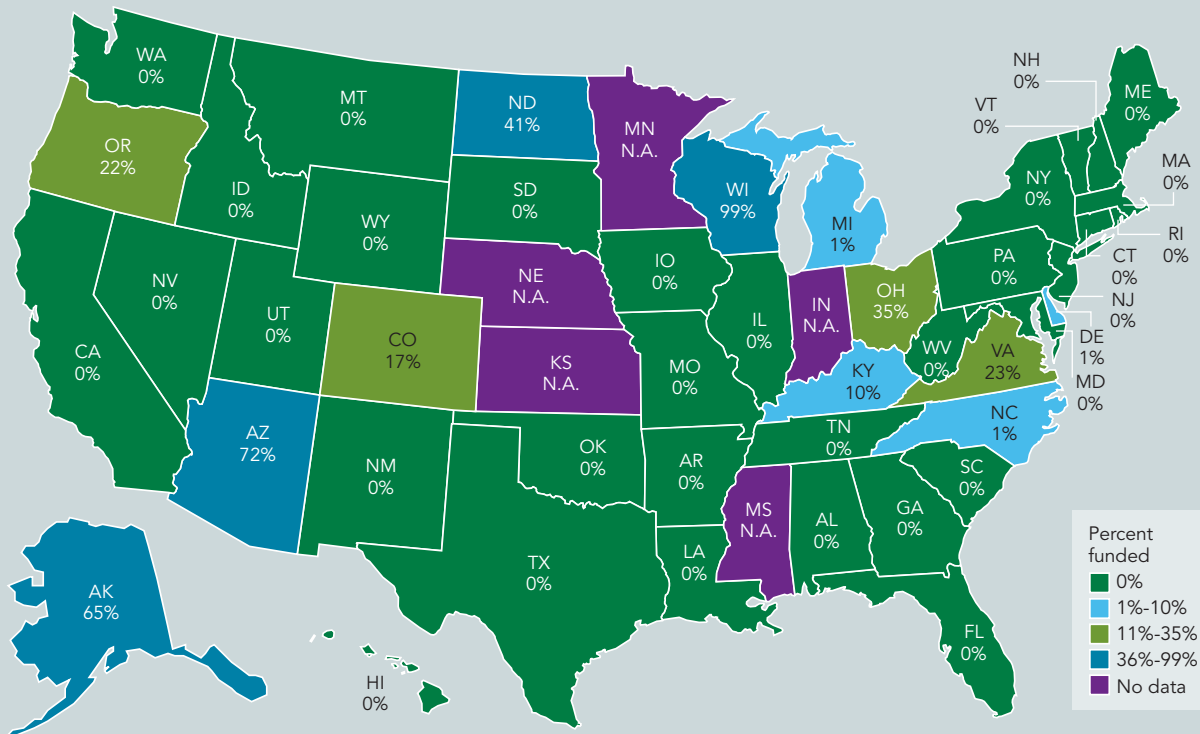 WA
0%
OR
22%
CA
0%
NV
0%
ID
0%
MT
0%
WY
0%
UT
0%
AZ
72%
CO
17%
NM
0%
ND
41%
SD
0%
NE
N.A.
KS
N.A.
OK
0%
TX
0%
MN
N.A.
IO
0%
MO
0%
AR
0%
LA
0%
WI
99%
IL
0%
MI
1%
IN
N.A.
OH
35%
KY
10%
TN
0%
MS
N.A.
AL
0%
GA
0%
FL
0%
SC
0%
NC
1%
VA
23%
WV
0%
PA
0%
NY
0%
VT
0%
NH
0%
ME
0%
MA
0%
RI
0%
CT
0%
NJ
0%
DE
1%
MD
0%
AK
65%
HI
0%
Percent
funded
0%
1%-10%
11%-35%
36%-99%
No data